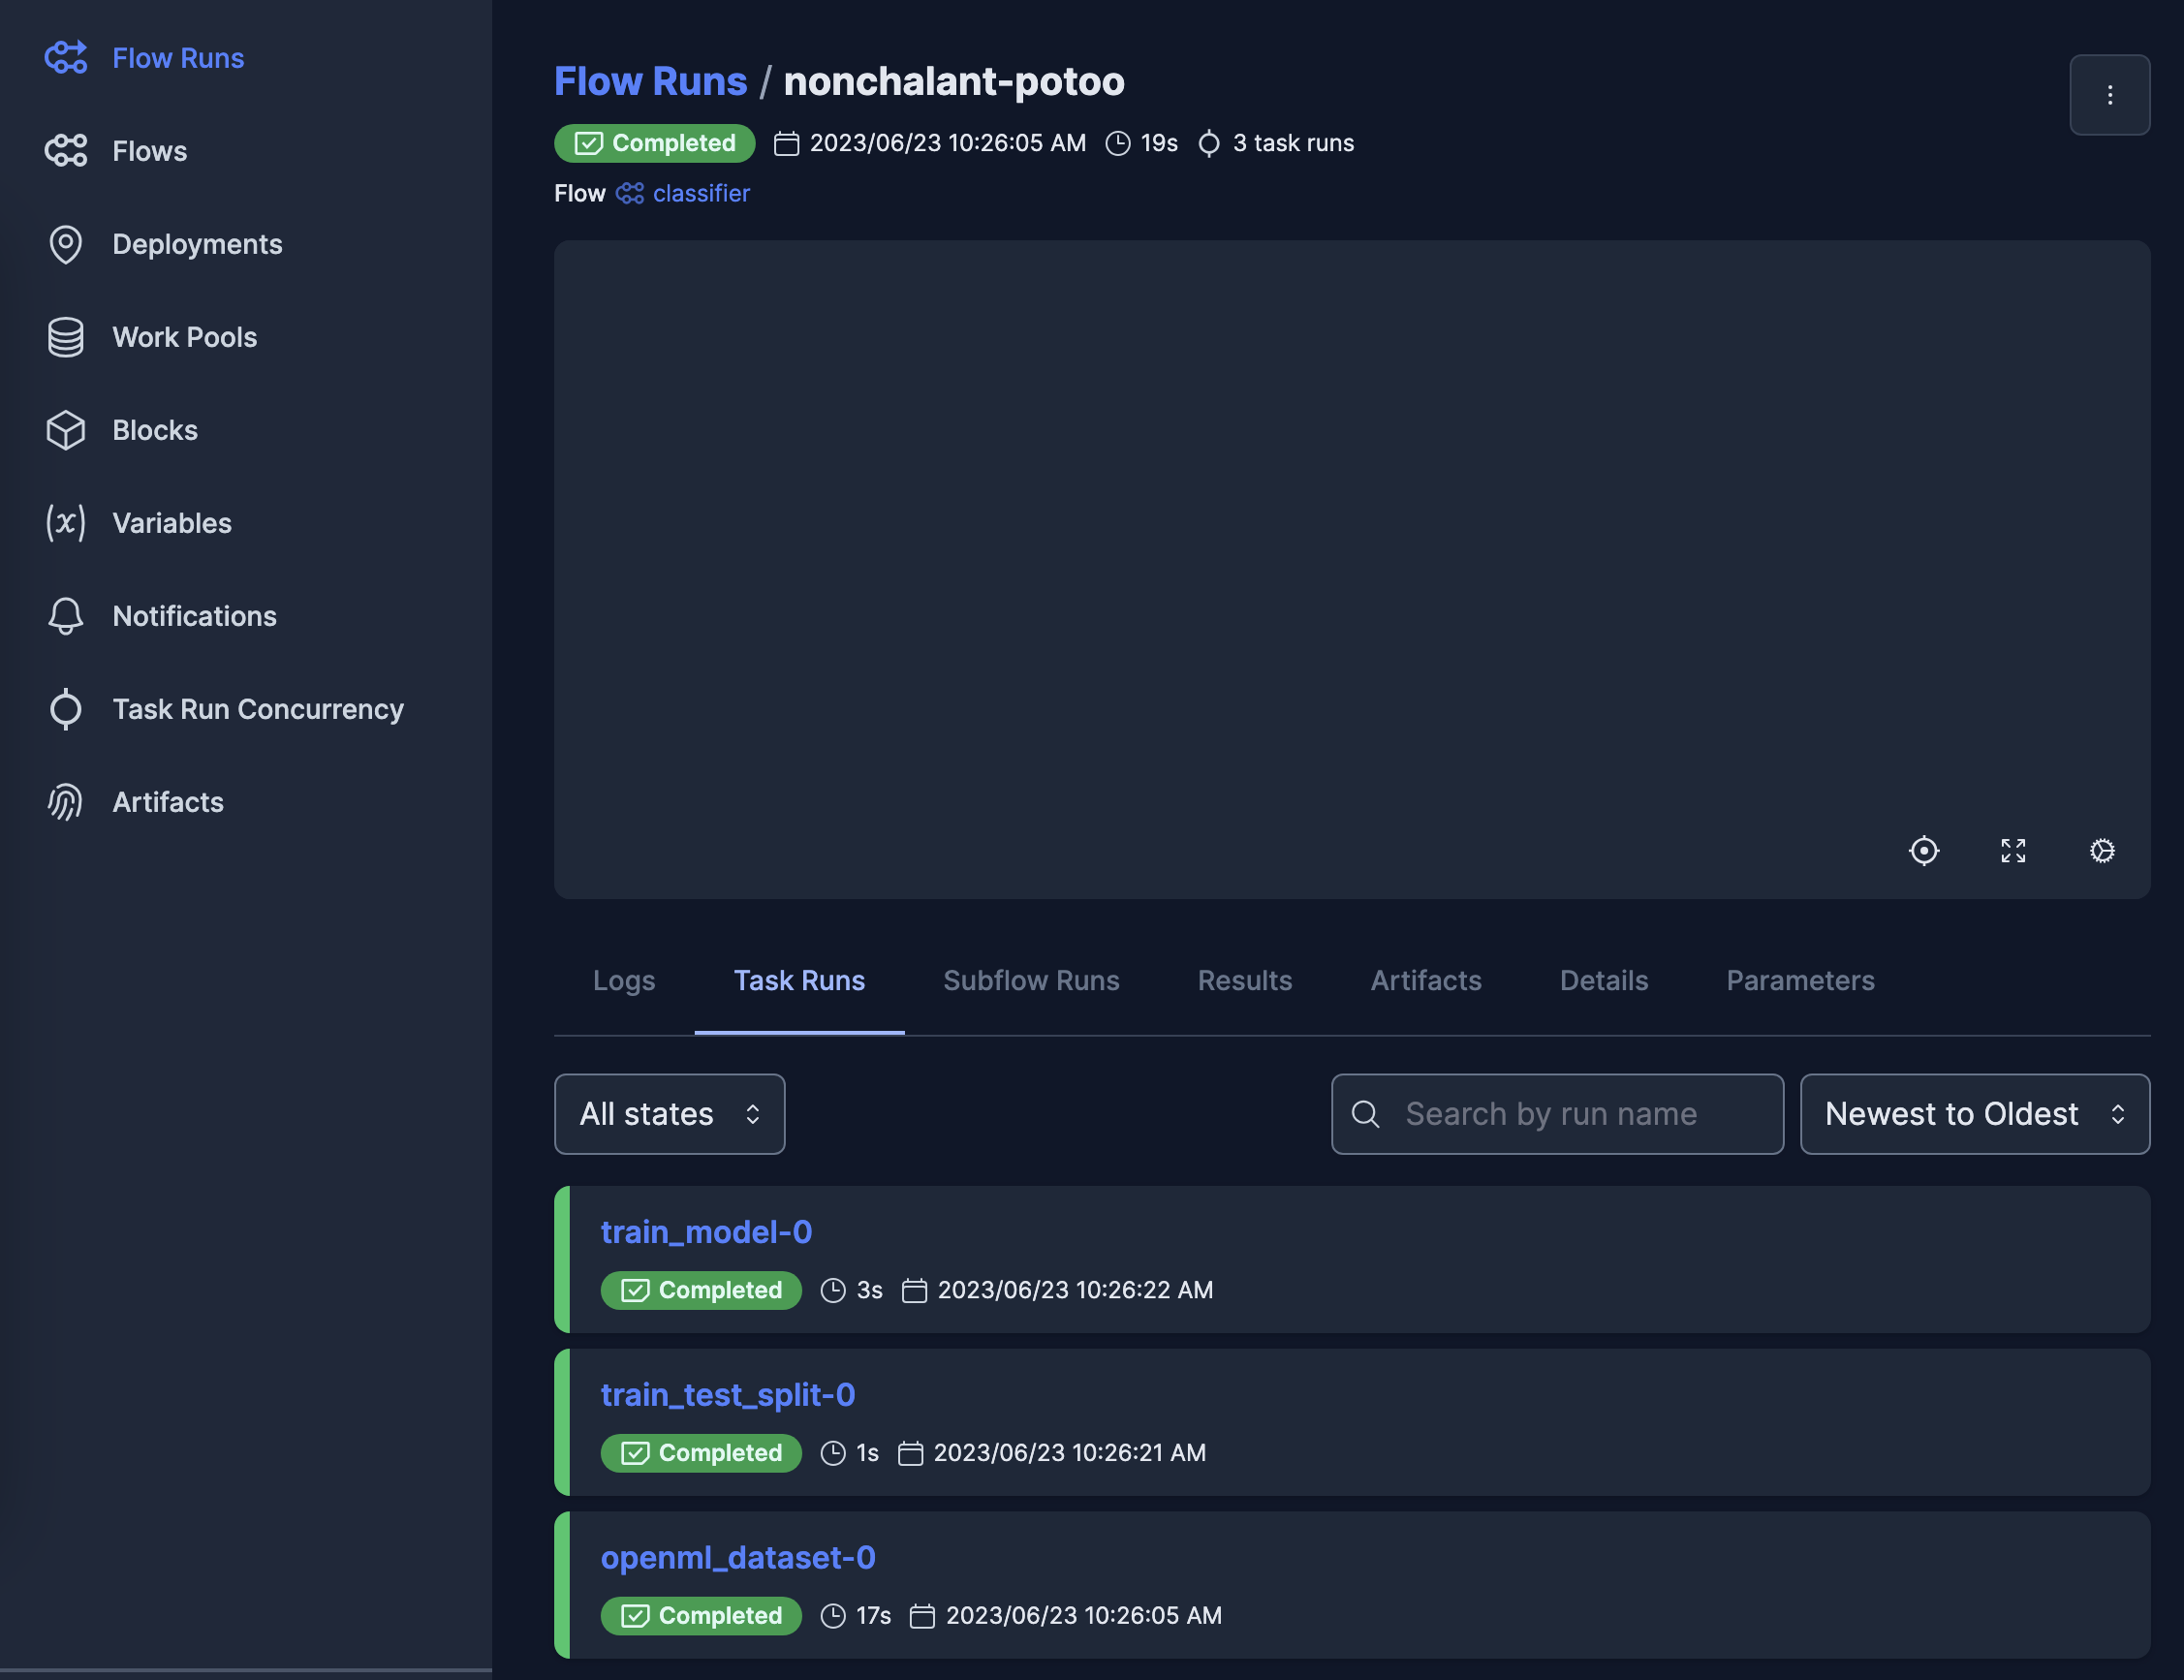 Flow Runs
Flows
Deployments
Work Pools
Blocks
Variables
Notifications
Task Run Concurrency
Artifacts
Flow Runs / nonchalant-potoo
Completed 2023/06/23 10:26:05 AM 19s 3 task runs
Flow classifier
Logs Task Runs Subflow Runs Results Artifacts Details Parameters
All states Search by run name Newest to Oldest
train_model-0
Completed 3s 2023/06/23 10:26:22 AM
train_test_split-0
Completed 1s 2023/06/23 10:26:21 AM
openml_dataset-0
Completed 17s 2023/06/23 10:26:05 AM